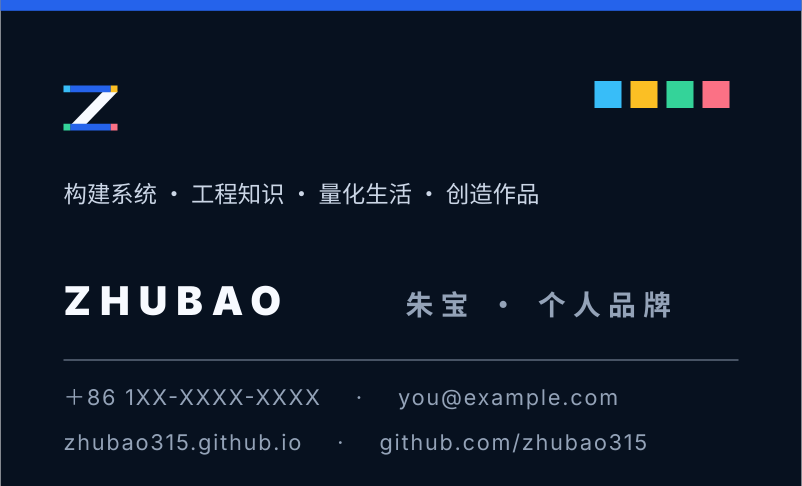 Z
构建系统 · 工程知识 · 量化生活 · 创造作品
ZHUBAO 朱宝 · 个人品牌
+86 1XX-XXXX-XXXX · you@example.com
zhubao315.github.io · github.com/zhubao315